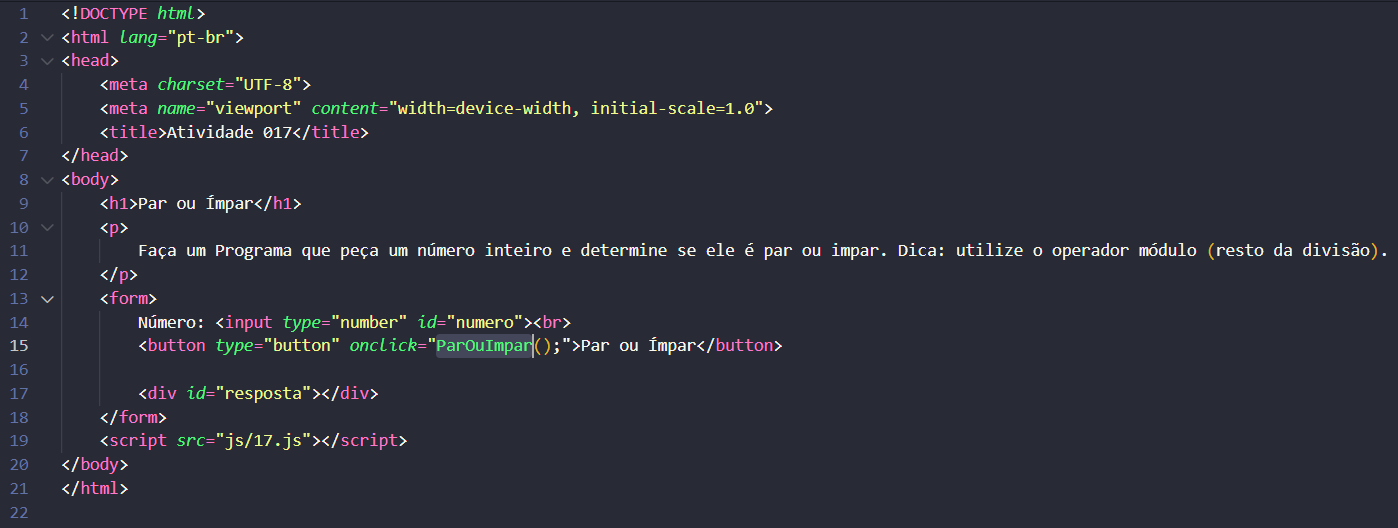 1 <!DOCTYPE html>
2 <html lang="pt-br">
3 <head>
4 <meta charset="UTF-8">
5 <meta name="viewport" content="width=device-width, initial-scale=1.0">
6 <title>Atividade 017</title>
7 </head>
8 <body>
9 <h1>Par ou Ímpar</h1>
10 <p>
11 Faça um Programa que peça um número inteiro e determine se ele é par ou impar. Dica: utilize o operador módulo (resto da divisão).
12 </p>
13 <form>
14 Número: <input type="number" id="numero"><br>
15 <button type="button" onclick="ParOuImpar();">Par ou Ímpar</button>
16
17 <div id="resposta"></div>
18 </form>
19 <script src="js/17.js"></script>
20 </body>
21 </html>
22